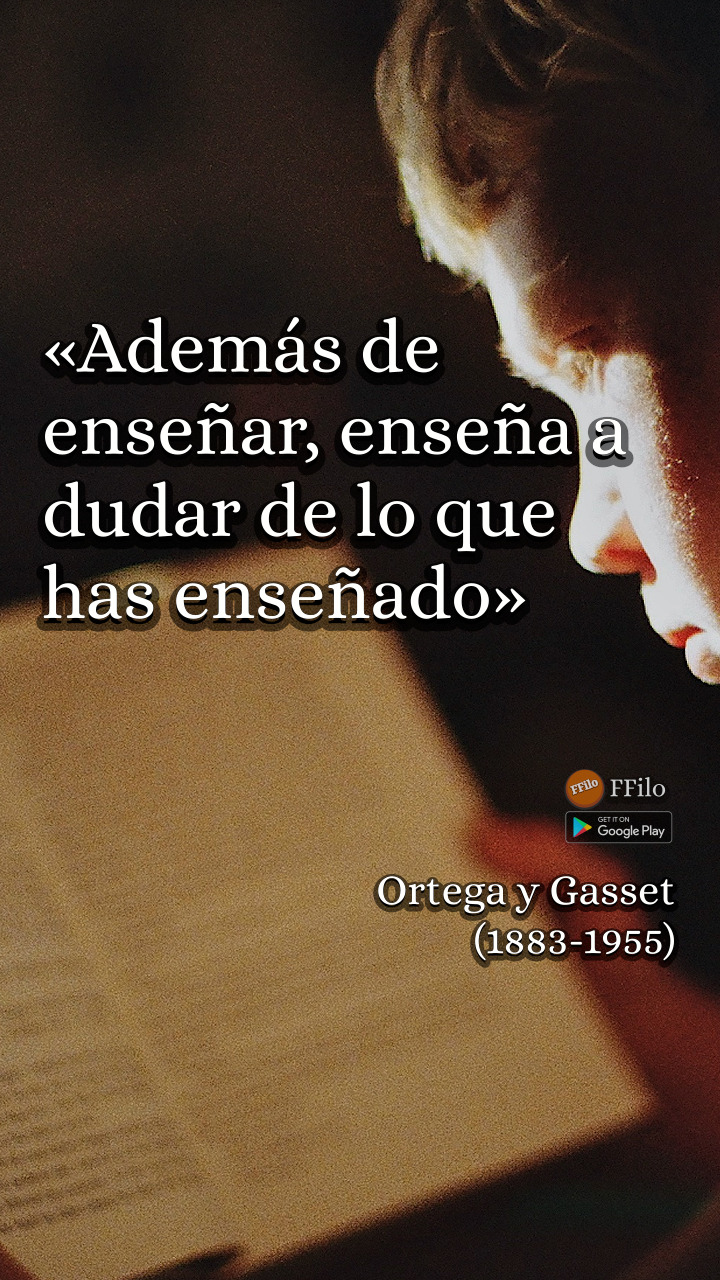 «Además de
enseñar, enseña a
dudar de lo que
has enseñado»
FFilo FFilo
GET IT ON
Google Play
Ortega y Gasset
(1883-1955)